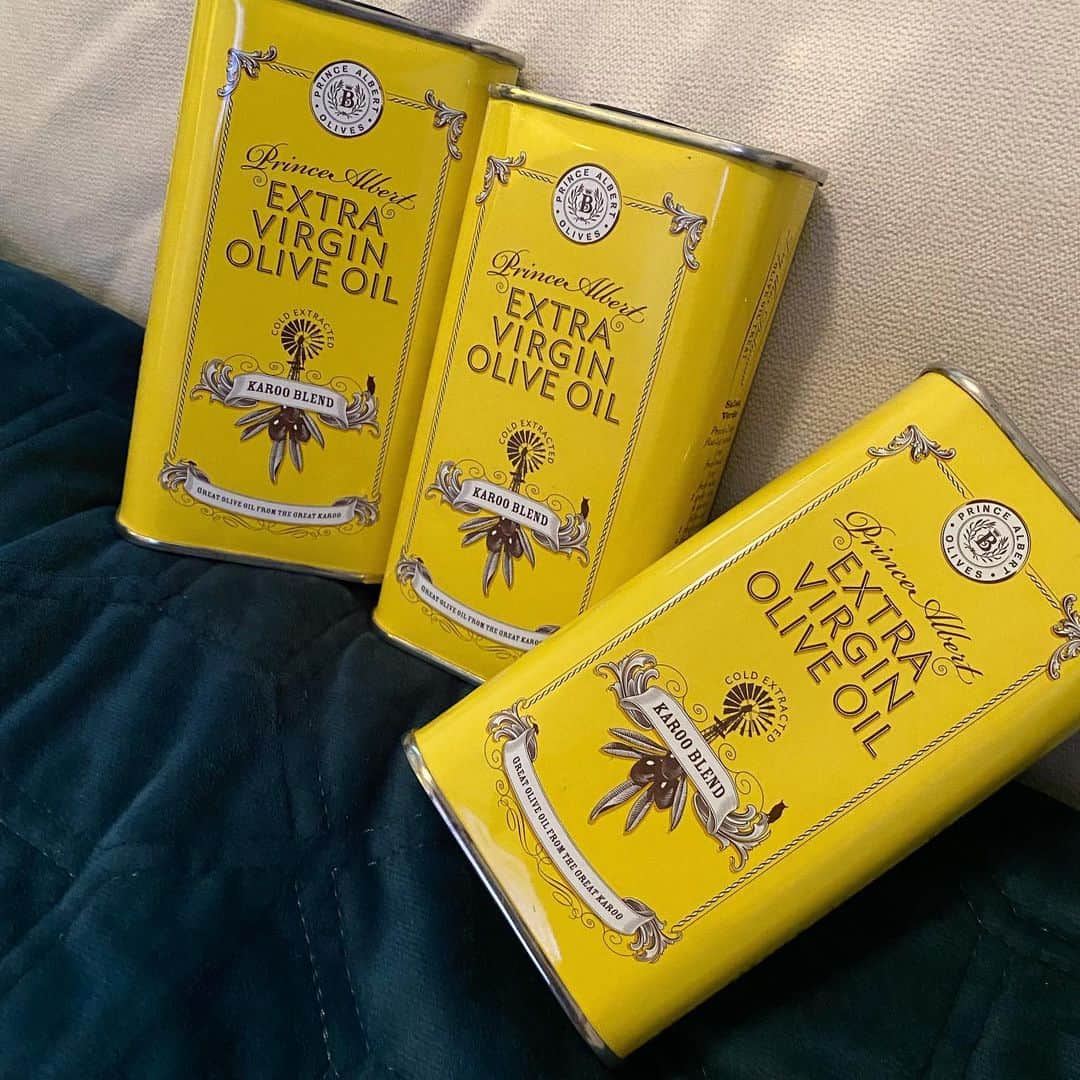 PRINCE ALBERT
B
OLIVES
Prince Albert
EXTRA
VIRGIN
OLIVE OIL
COLD EXTRACTED
KAROO BLEND
GREAT OLIVE OIL FROM THE GREAT KAROO
PRINCE ALBERT
B
OLIVES
Prince Albert
EXTRA
VIRGIN
OLIVE OIL
COLD EXTRACTED
KAROO BLEND
GREAT OLIVE OIL FROM THE GREAT KAROO
PRINCE ALBERT
B
OLIVES
Prince Albert
EXTRA
VIRGIN
OLIVE OIL
COLD EXTRACTED
KAROO BLEND
GREAT OLIVE OIL FROM THE GREAT KAROO